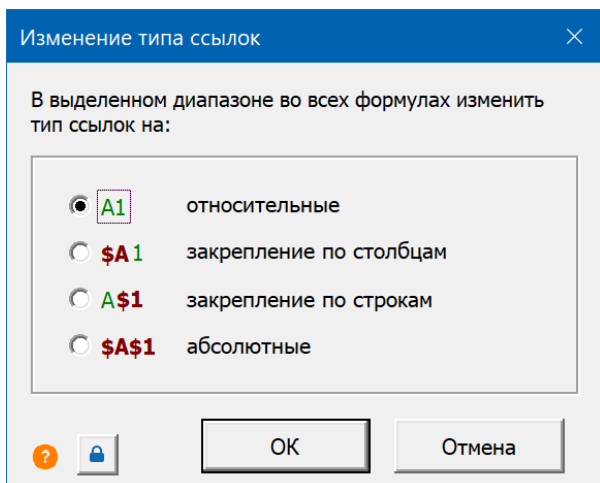 Изменение типа ссылок
В выделенном диапазоне во всех формулах изменить
тип ссылок на:
A1 относительные
$A1 закрепление по столбцам
A$1 закрепление по строкам
$A$1 абсолютные
? ОК Отмена